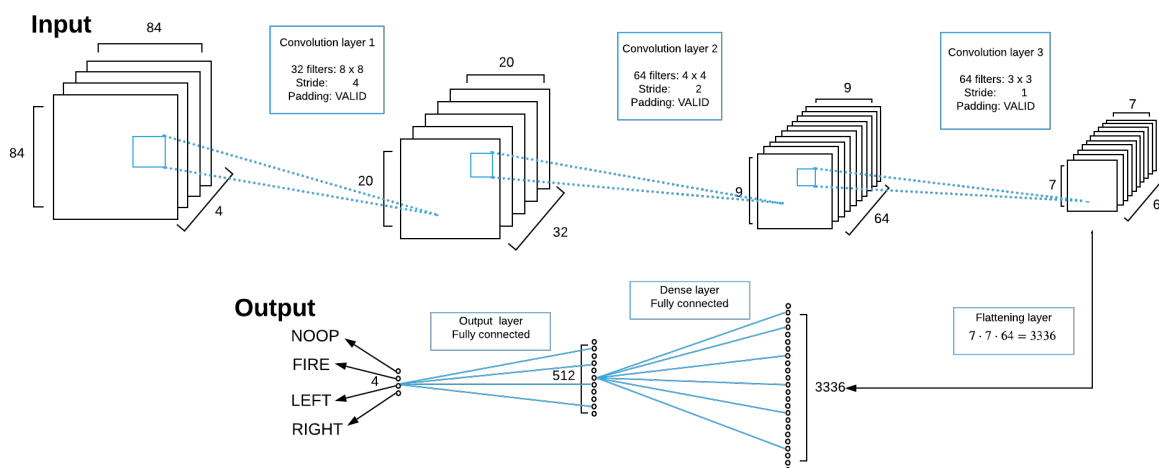 Input
84
84
4
Convolution layer 1
32 filters: 8 x 8
Stride: 4
Padding: VALID
20
20
32
Convolution layer 2
64 filters: 4 x 4
Stride: 2
Padding: VALID
9
9
64
Convolution layer 3
64 filters: 3 x 3
Stride: 1
Padding: VALID
7
7
6
Output
NOOP
FIRE
LEFT
RIGHT
4
Output layer
Fully connected
512
Dense layer
Fully connected
3336
Flattening layer
7 · 7 · 64 = 3336